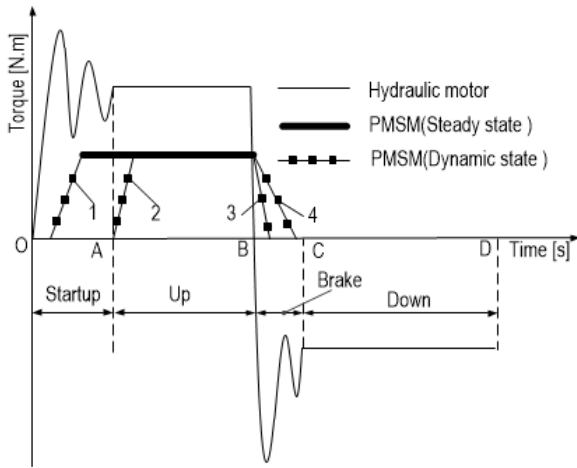 Torque [N.m]
Hydraulic motor
PMSM(Steady state )
PMSM(Dynamic state )
1
2
3
4
O
A
B
C
D
Time [s]
Brake
Startup
Up
Down